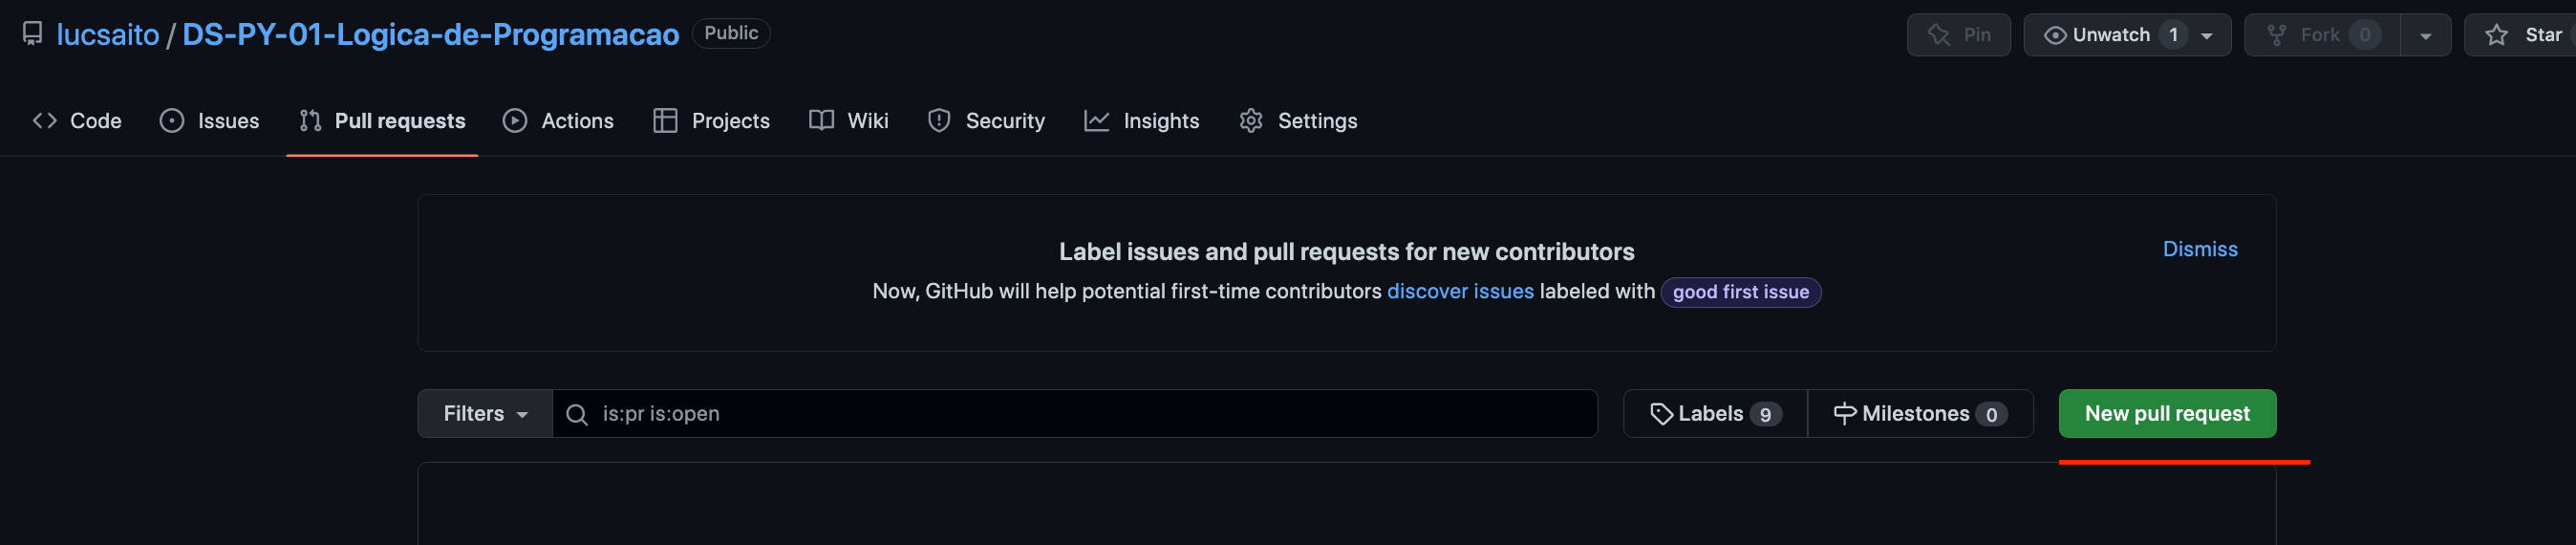 lucsaito / DS-PY-01-Logica-de-Programacao Public Pin Unwatch 1 Fork 0 Star
Code Issues Pull requests Actions Projects Wiki Security Insights Settings
Label issues and pull requests for new contributors Dismiss
Now, GitHub will help potential first-time contributors discover issues labeled with good first issue
Filters is:pr is:open Labels 9 Milestones 0 New pull request